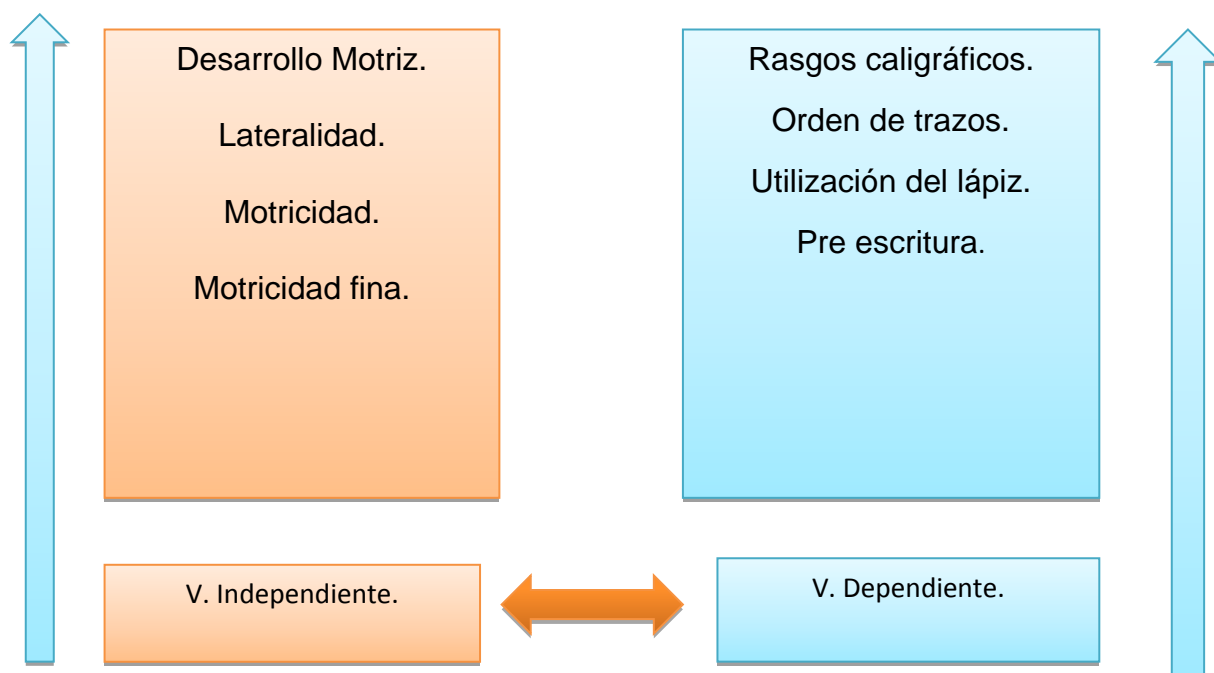 Desarrollo Motriz.
Lateralidad.
Motricidad.
Motricidad fina.
Rasgos caligráficos.
Orden de trazos.
Utilización del lápiz.
Pre escritura.
V. Independiente.
V. Dependiente.